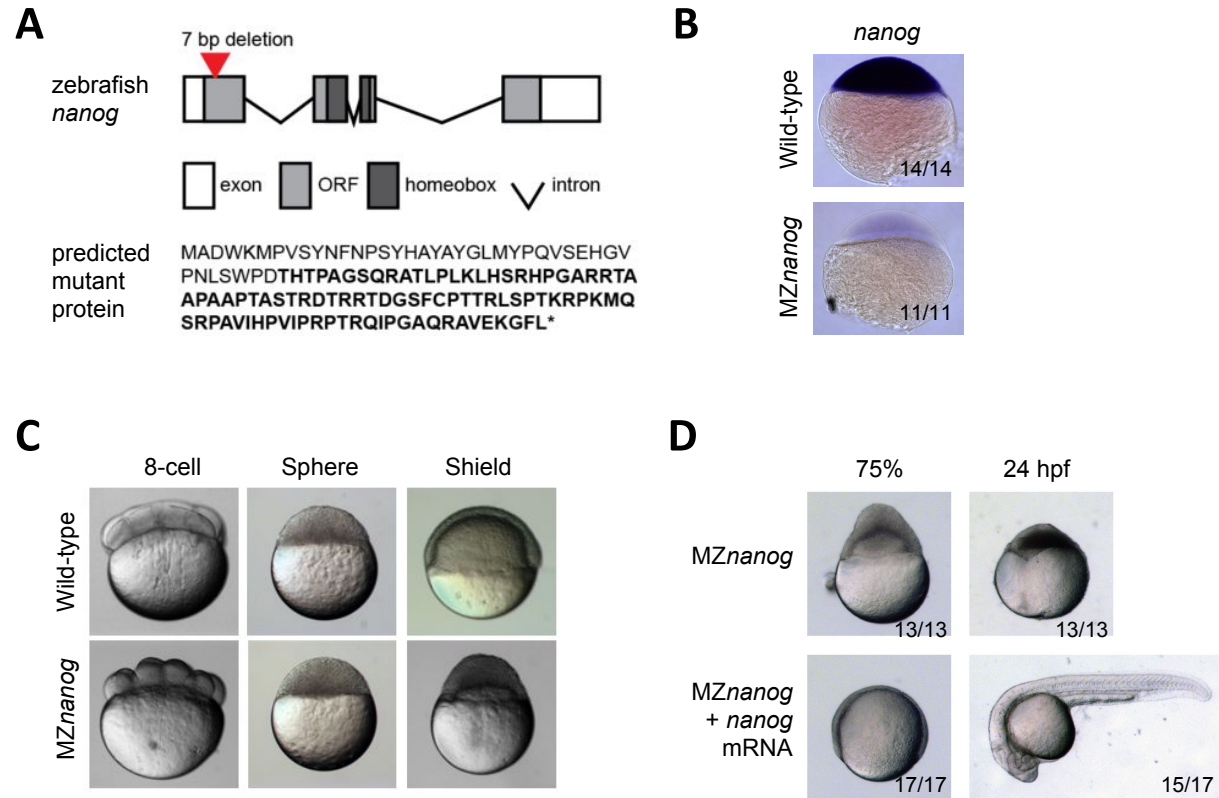 A
7 bp deletion
zebrafish
nanog
exon
ORF
homeobox
intron
predicted
mutant
protein
MADWKMPVSYNFNPSYHAYAYGLMYPQVSEHGV
PNLSWPDTHTPAGSQRATLPLKLHSRHPGARRTA
APAAPTASTRDTRRTDGSFCPTTRLSPTKRPKMQ
SRPAVIHPVIPRPTRQIPGAQRAVEKGFL*
B
nanog
Wild-type
14/14
MZnanog
11/11
C
8-cell
Sphere
Shield
Wild-type
MZnanog
D
75%
24 hpf
MZnanog
13/13
13/13
MZnanog
+ nanog
mRNA
17/17
15/17